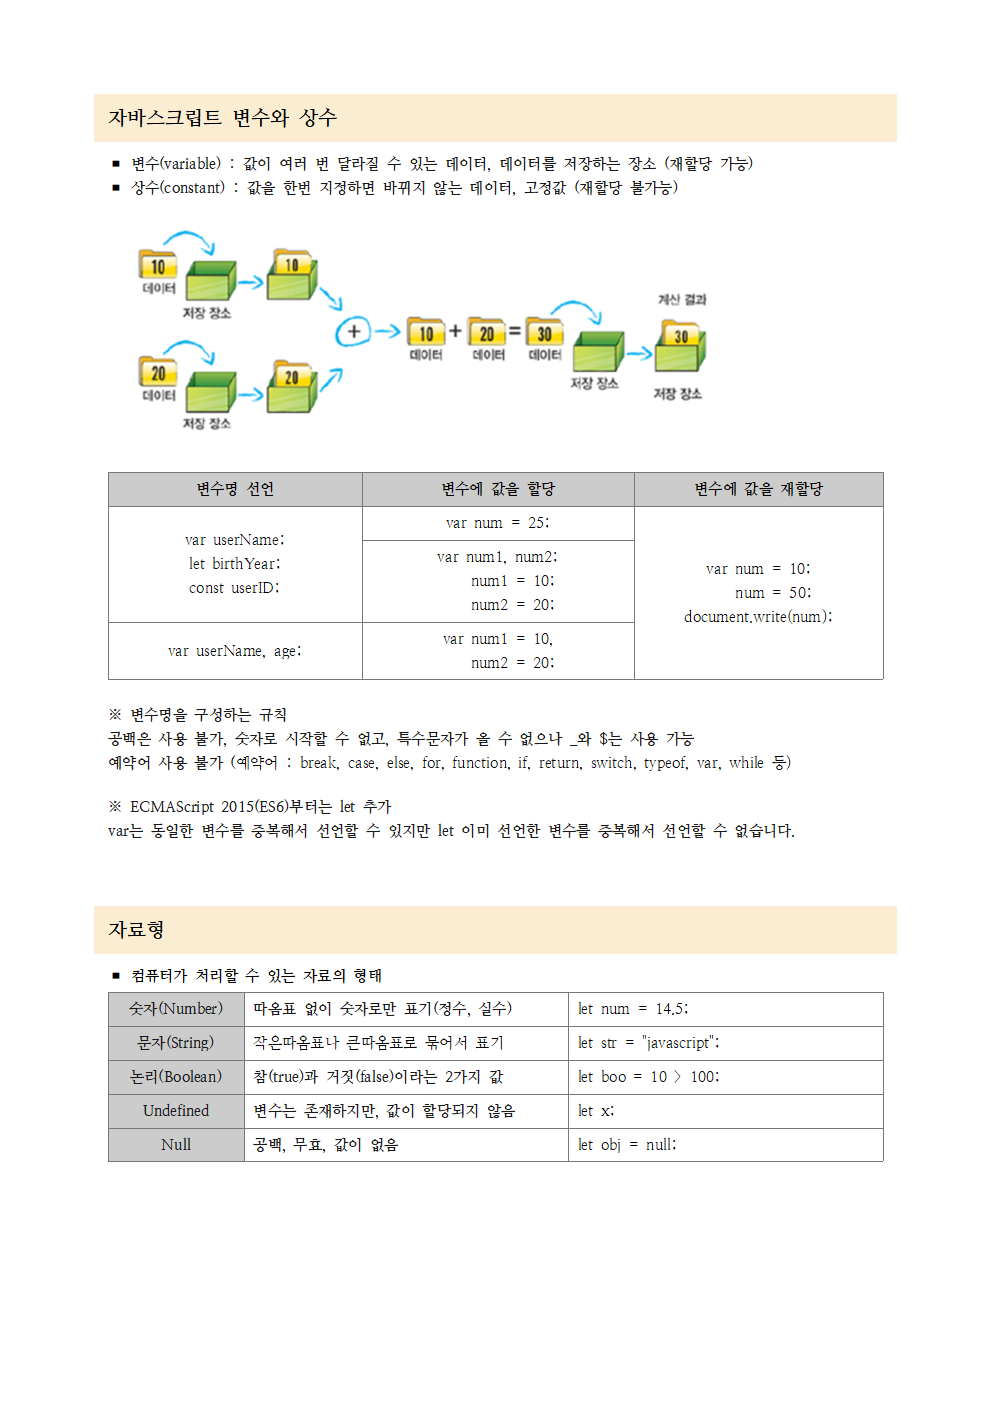 자바스크립트 변수와 상수
▪ 변수(variable) : 값이 여러 번 달라질 수 있는 데이터, 데이터를 저장하는 장소 (재할당 가능)
▪ 상수(constant) : 값을 한번 지정하면 바뀌지 않는 데이터, 고정값 (재할당 불가능)
10
데이터
저장 장소
10
20
데이터
저장 장소
20
+
10 + 20 = 30
데이터 데이터 데이터
저장 장소
계산 결과
30
저장 장소
변수명 선언
변수에 값을 할당
변수에 값을 재할당
var userName;
let birthYear;
const userID;
var num = 25;
var num1, num2;
num1 = 10;
num2 = 20;
var num = 10;
num = 50;
document.write(num);
var userName, age;
var num1 = 10,
num2 = 20;
※ 변수명을 구성하는 규칙
공백은 사용 불가, 숫자로 시작할 수 없고, 특수문자가 올 수 없으나 _와 $는 사용 가능
예약어 사용 불가 (예약어 : break, case, else, for, function, if, return, switch, typeof, var, while 등)
※ ECMAScript 2015(ES6)부터는 let 추가
var는 동일한 변수를 중복해서 선언할 수 있지만 let 이미 선언한 변수를 중복해서 선언할 수 없습니다.
자료형
▪ 컴퓨터가 처리할 수 있는 자료의 형태
숫자(Number) 따옴표 없이 숫자로만 표기(정수, 실수) let num = 14.5;
문자(String) 작은따옴표나 큰따옴표로 묶어서 표기 let str = "javascript";
논리(Boolean) 참(true)과 거짓(false)이라는 2가지 값 let boo = 10 > 100;
Undefined 변수는 존재하지만, 값이 할당되지 않음 let x;
Null 공백, 무효, 값이 없음 let obj = null;